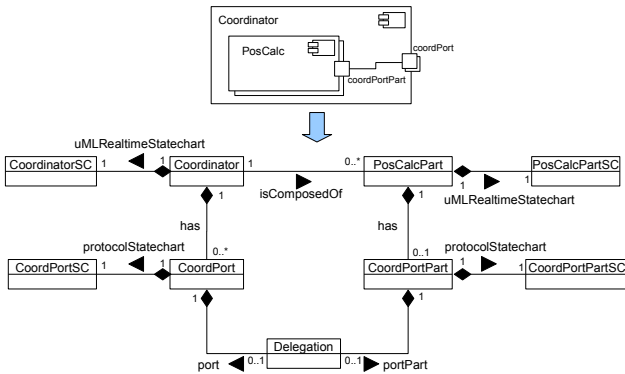 Coordinator
PosCalc
coordPort
coordPortPart
uMLRealtimeStatechart
CoordinatorSC
1
1
Coordinator
1
0..*
PosCalcPart
1
1
PosCalcPartSC
isComposedOf
uMLRealtimeStatechart
1
1
has
has
protocolStatechart
0..*
0..1
protocolStatechart
CoordPortSC
1
1
CoordPort
CoordPortPart
1
1
CoordPortPartSC
1
1
Delegation
port
0..1
0..1
portPart